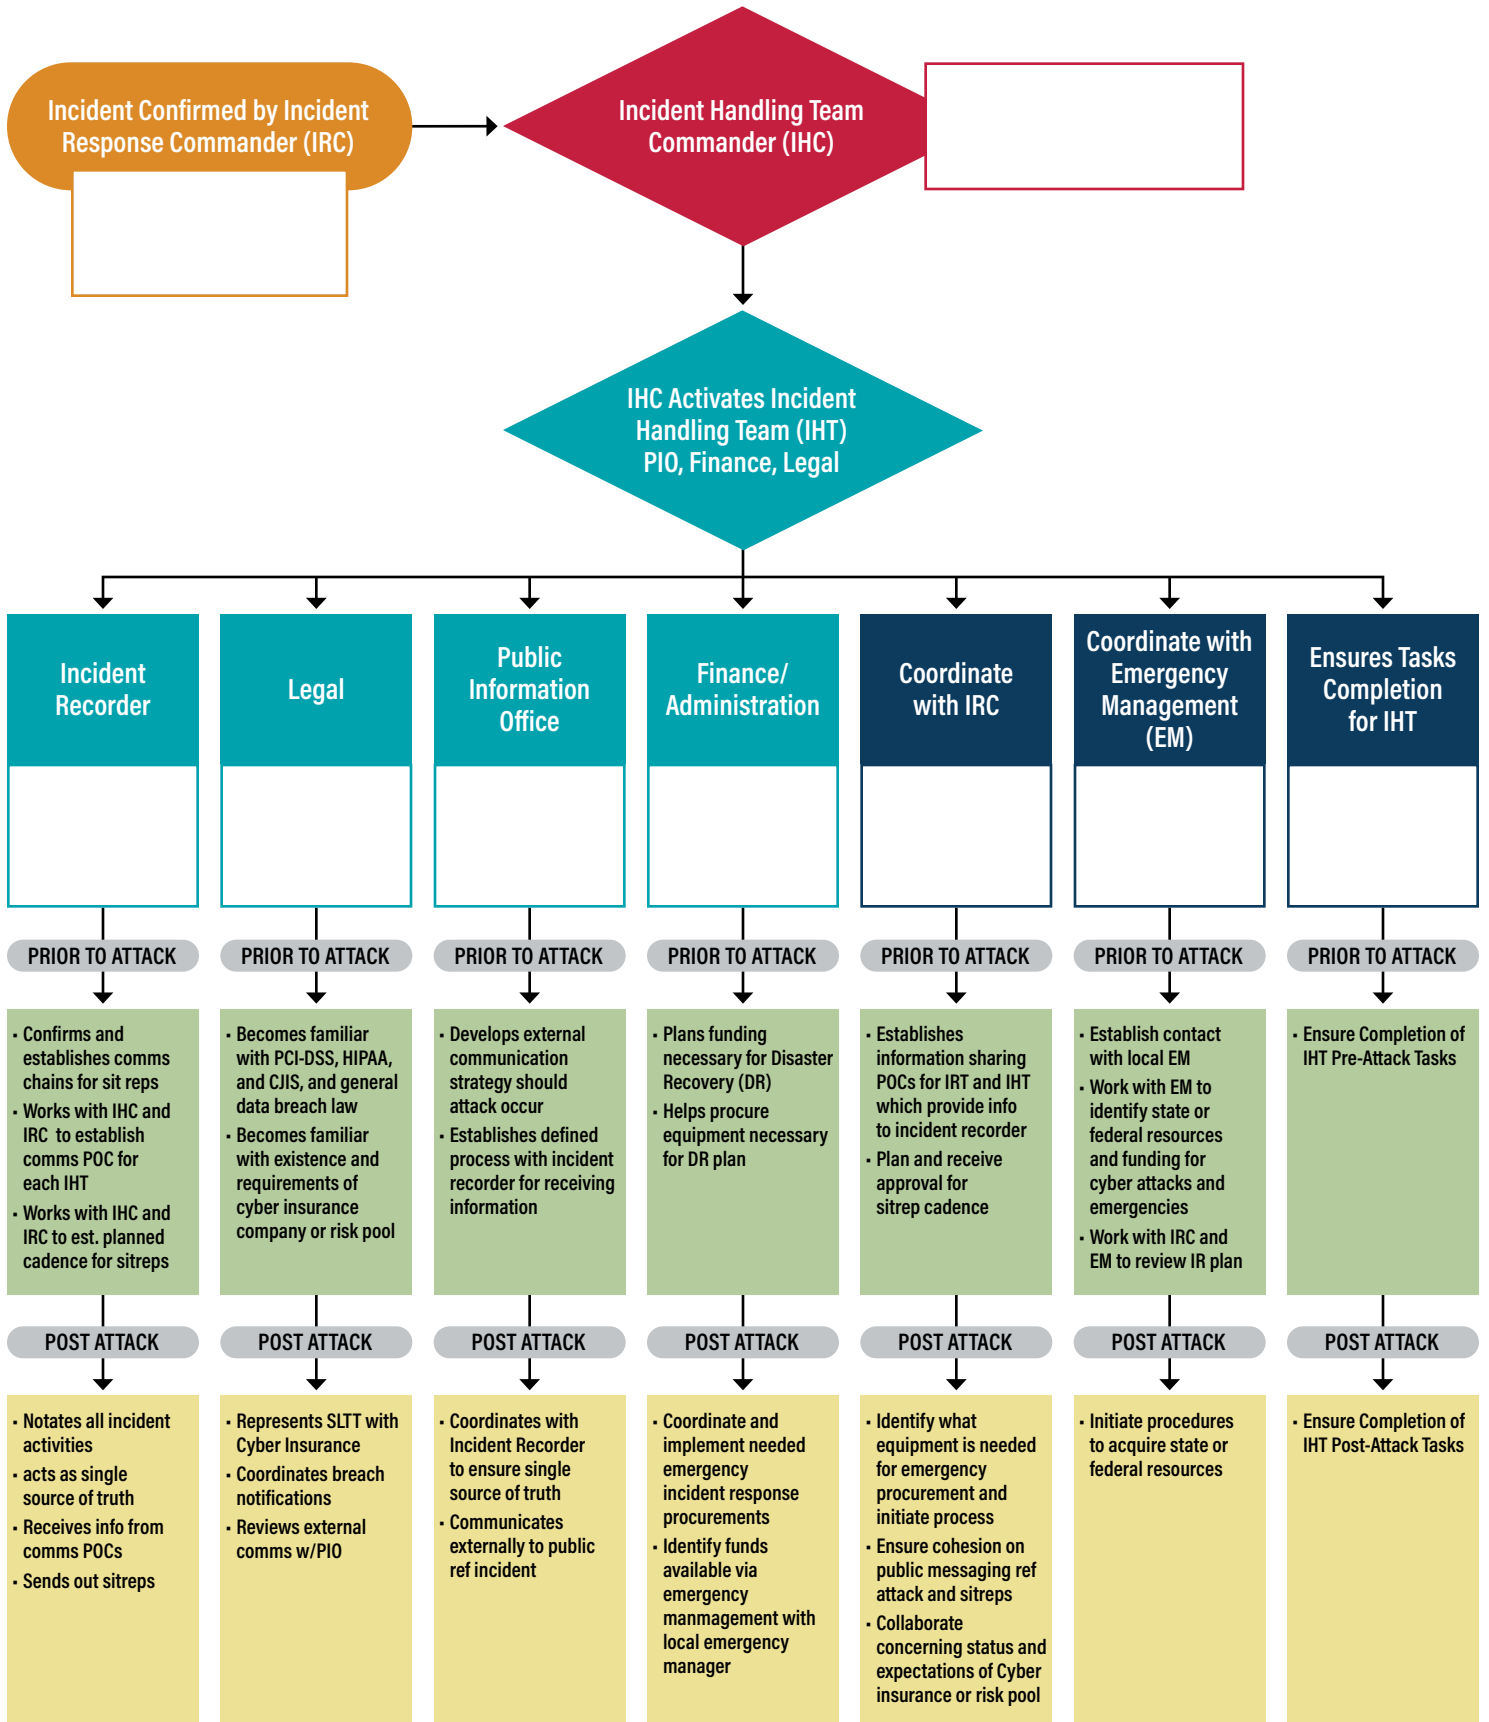 Incident Confirmed by Incident
Response Commander (IRC)
Incident Handling Team
Commander (IHC)
IHC Activates Incident
Handling Team (IHT)
PIO, Finance, Legal
Incident
Recorder
Legal
Public
Information
Office
Finance/
Administration
Coordinate
with IRC
Coordinate with
Emergency
Management
(EM)
Ensures Tasks
Completion
for IHT
PRIOR TO ATTACK
PRIOR TO ATTACK
PRIOR TO ATTACK
PRIOR TO ATTACK
PRIOR TO ATTACK
PRIOR TO ATTACK
PRIOR TO ATTACK
· Confirms and
establishes comms
chains for sit reps
· Works with IHC and
IRC to establish
comms POC for
each IHT
· Works with IHC and
IRC to est. planned
cadence for sitreps
· Becomes familiar
with PCI-DSS, HIPAA,
and CJIS, and general
data breach law
· Becomes familiar
with existence and
requirements of
cyber insurance
company or risk pool
· Develops external
communication
strategy should
attack occur
· Establishes defined
process with incident
recorder for receiving
information
· Plans funding
necessary for Disaster
Recovery (DR)
· Helps procure
equipment necessary
for DR plan
· Establishes
information sharing
POCs for IRT and IHT
which provide info
to incident recorder
· Plan and receive
approval for
sitrep cadence
· Establish contact
with local EM
· Work with EM to
identify state or
federal resources
and funding for
cyber attacks and
emergencies
· Work with IRC and
EM to review IR plan
· Ensure Completion of
IHT Pre-Attack Tasks
POST ATTACK
POST ATTACK
POST ATTACK
POST ATTACK
POST ATTACK
POST ATTACK
POST ATTACK
· Notates all incident
activities
· acts as single
source of truth
· Receives info from
comms POCs
· Sends out sitreps
· Represents SLTT with
Cyber Insurance
· Coordinates breach
notifications
· Reviews external
comms w/PIO
· Coordinates with
Incident Recorder
to ensure single
source of truth
· Communicates
externally to public
ref incident
· Coordinate and
implement needed
emergency
incident response
procurements
· Identify funds
available via
emergency
manmagement with
local emergency
manager
· Identify what
equipment is needed
for emergency
procurement and
initiate process
· Ensure cohesion on
public messaging ref
attack and sitreps
· Collaborate
concerning status and
expectations of Cyber
insurance or risk pool
· Initiate procedures
to acquire state or
federal resources
· Ensure Completion of
IHT Post-Attack Tasks